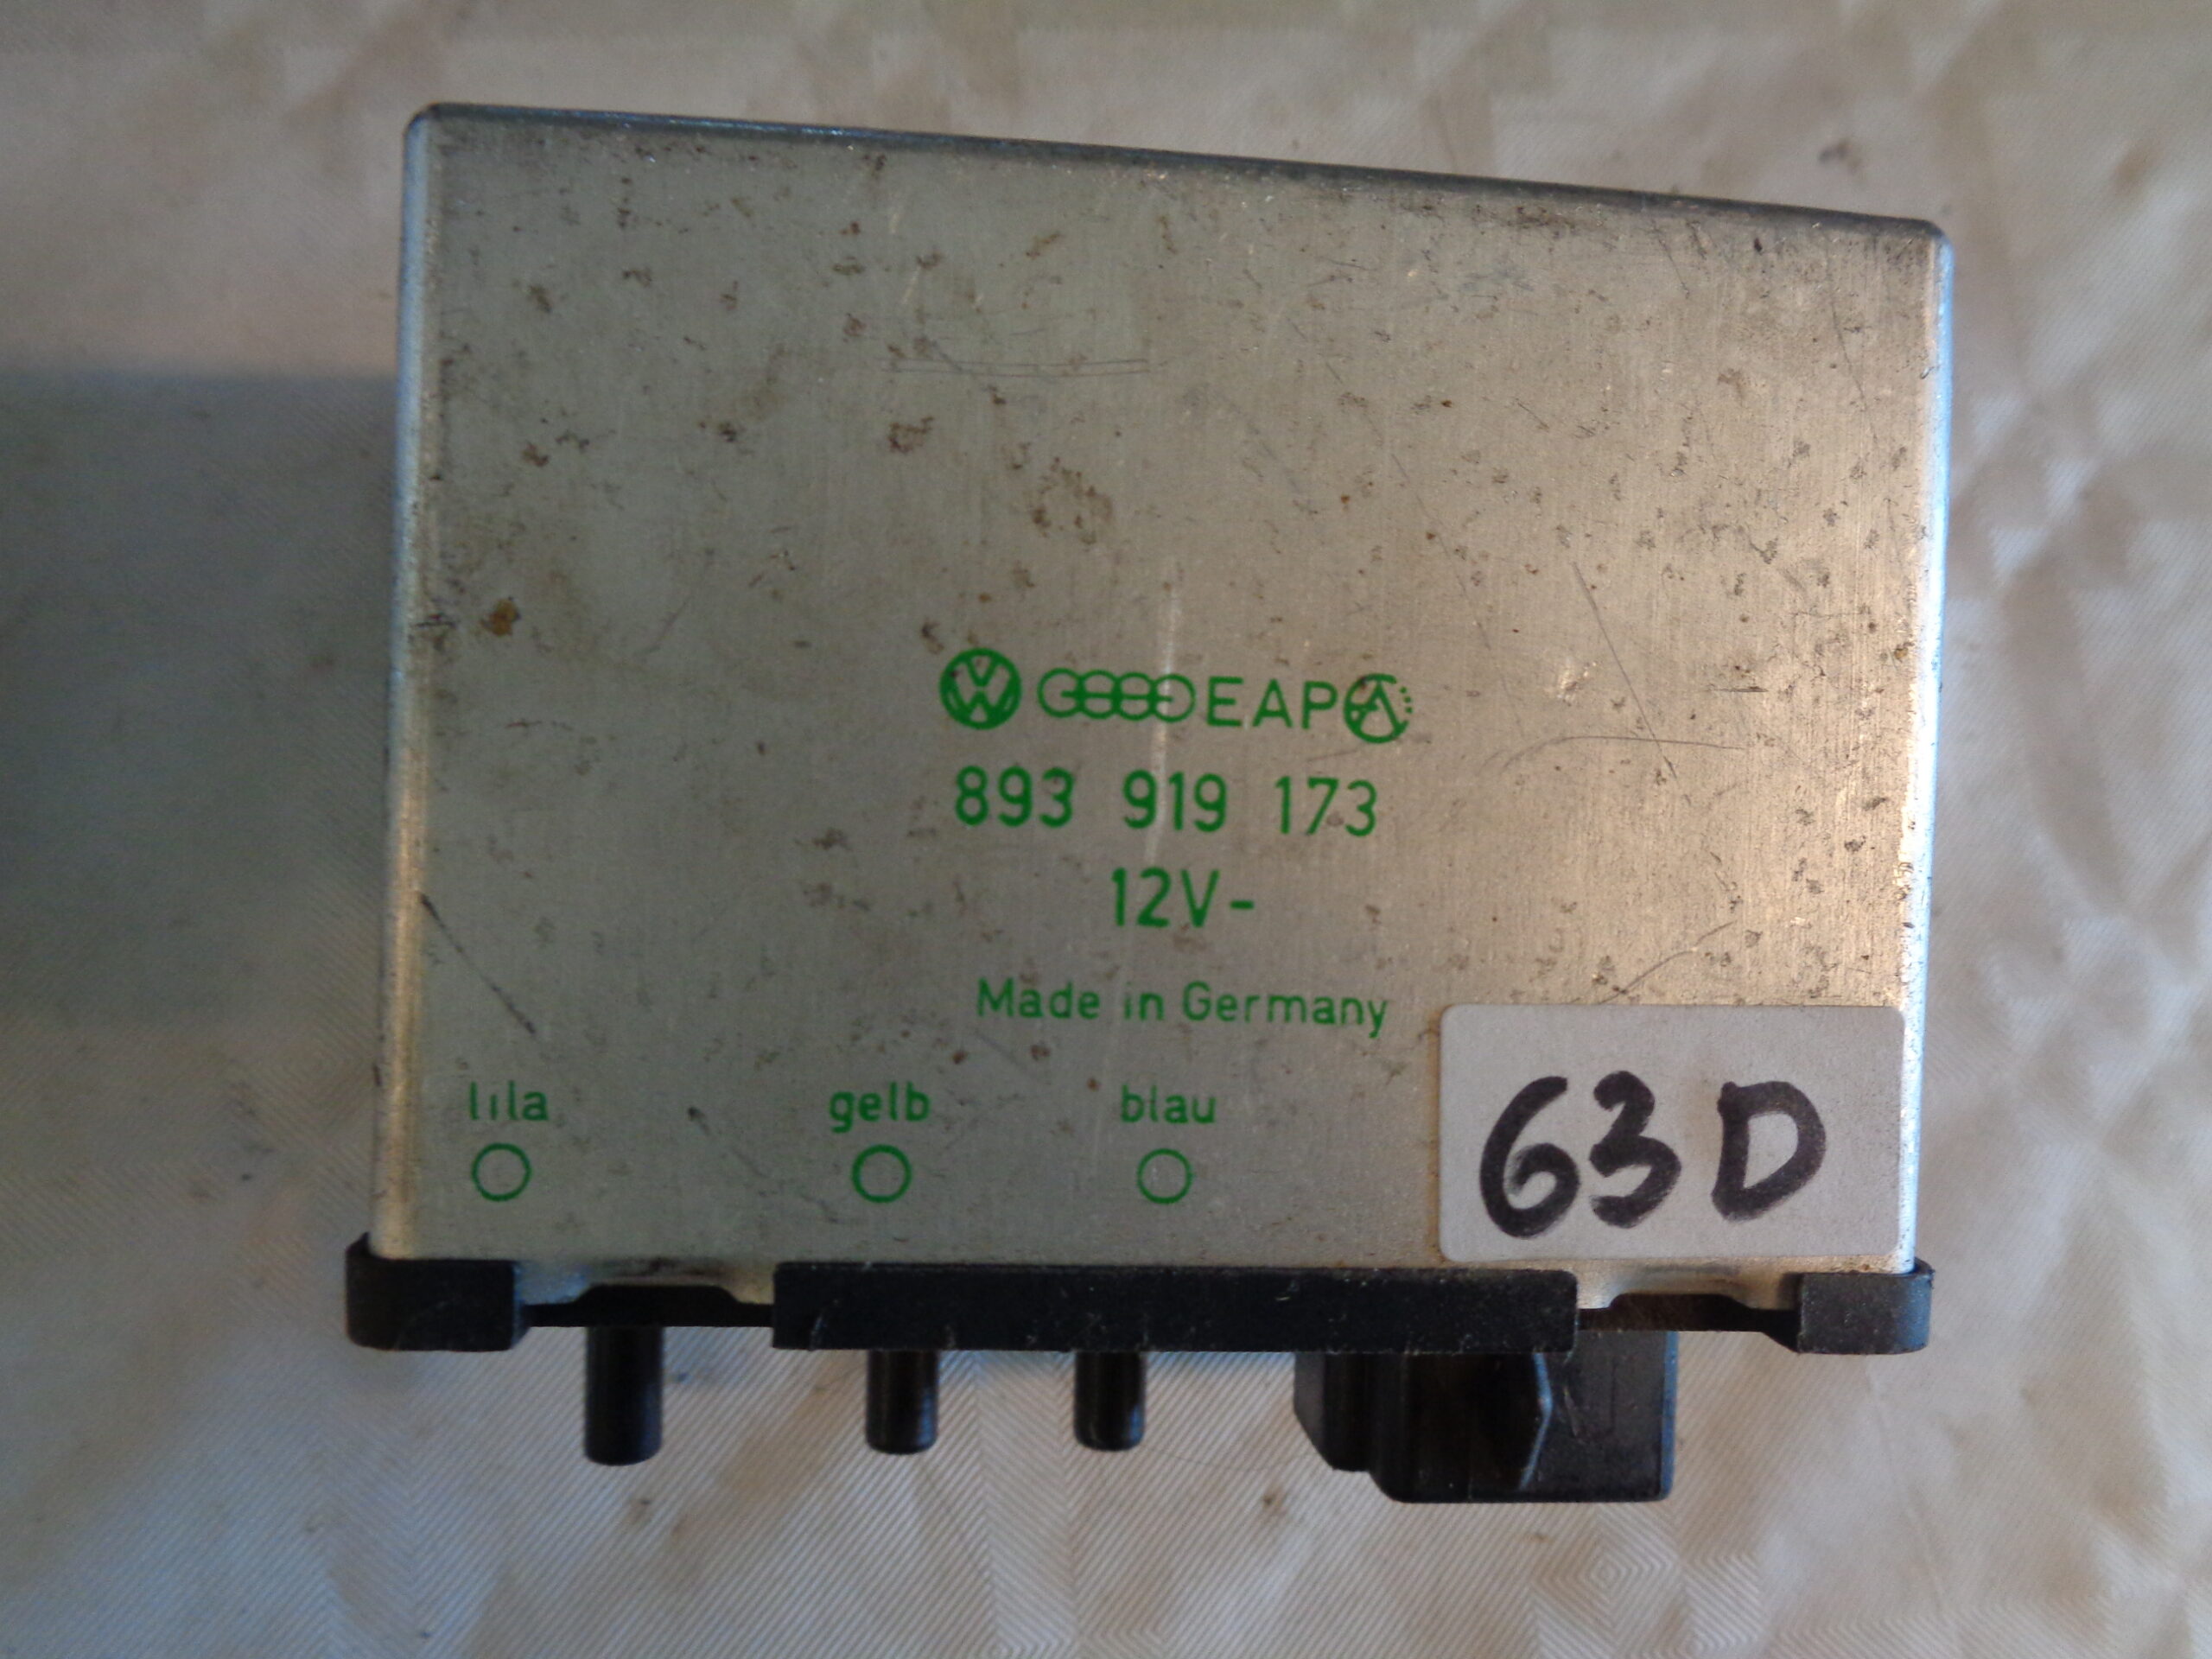 EAP
893 919 173
12V-
Made in Germany
lila gelb blau
63D